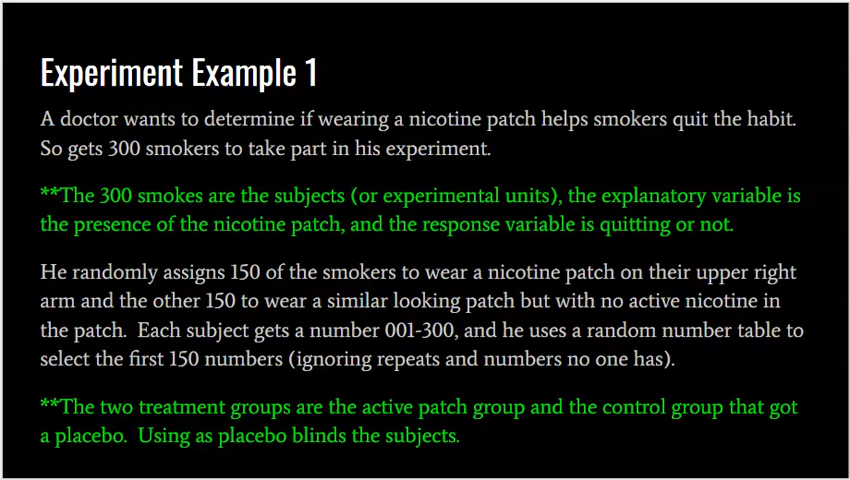 Experiment Example 1
A doctor wants to determine if wearing a nicotine patch helps smokers quit the habit.
So gets 300 smokers to take part in his experiment.
**The 300 smokes are the subjects (or experimental units), the explanatory variable is
the presence of the nicotine patch, and the response variable is quitting or not.
He randomly assigns 150 of the smokers to wear a nicotine patch on their upper right
arm and the other 150 to wear a similar looking patch but with no active nicotine in
the patch.  Each subject gets a number 001-300, and he uses a random number table to
select the first 150 numbers (ignoring repeats and numbers no one has).
**The two treatment groups are the active patch group and the control group that got
a placebo.  Using as placebo blinds the subjects.